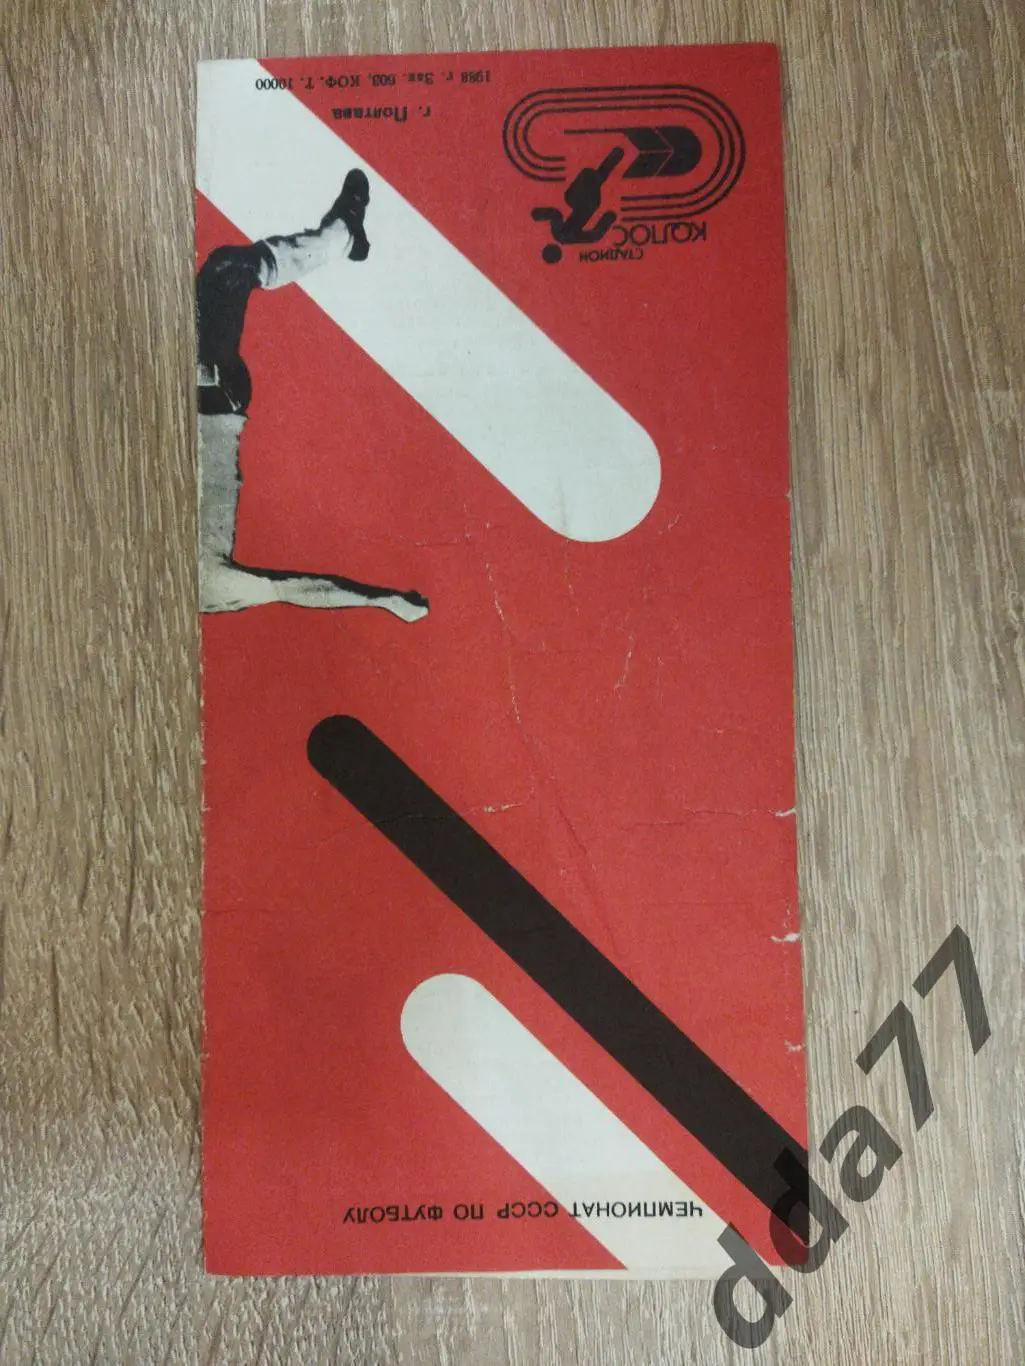 ЧЕМПИОНАТ СССР ПО ФУТБОЛУ
СТАДИОН
КОЛОС
г. Полтава
1988 г. Зак. 603, КОФ. Т. 10000
dda77